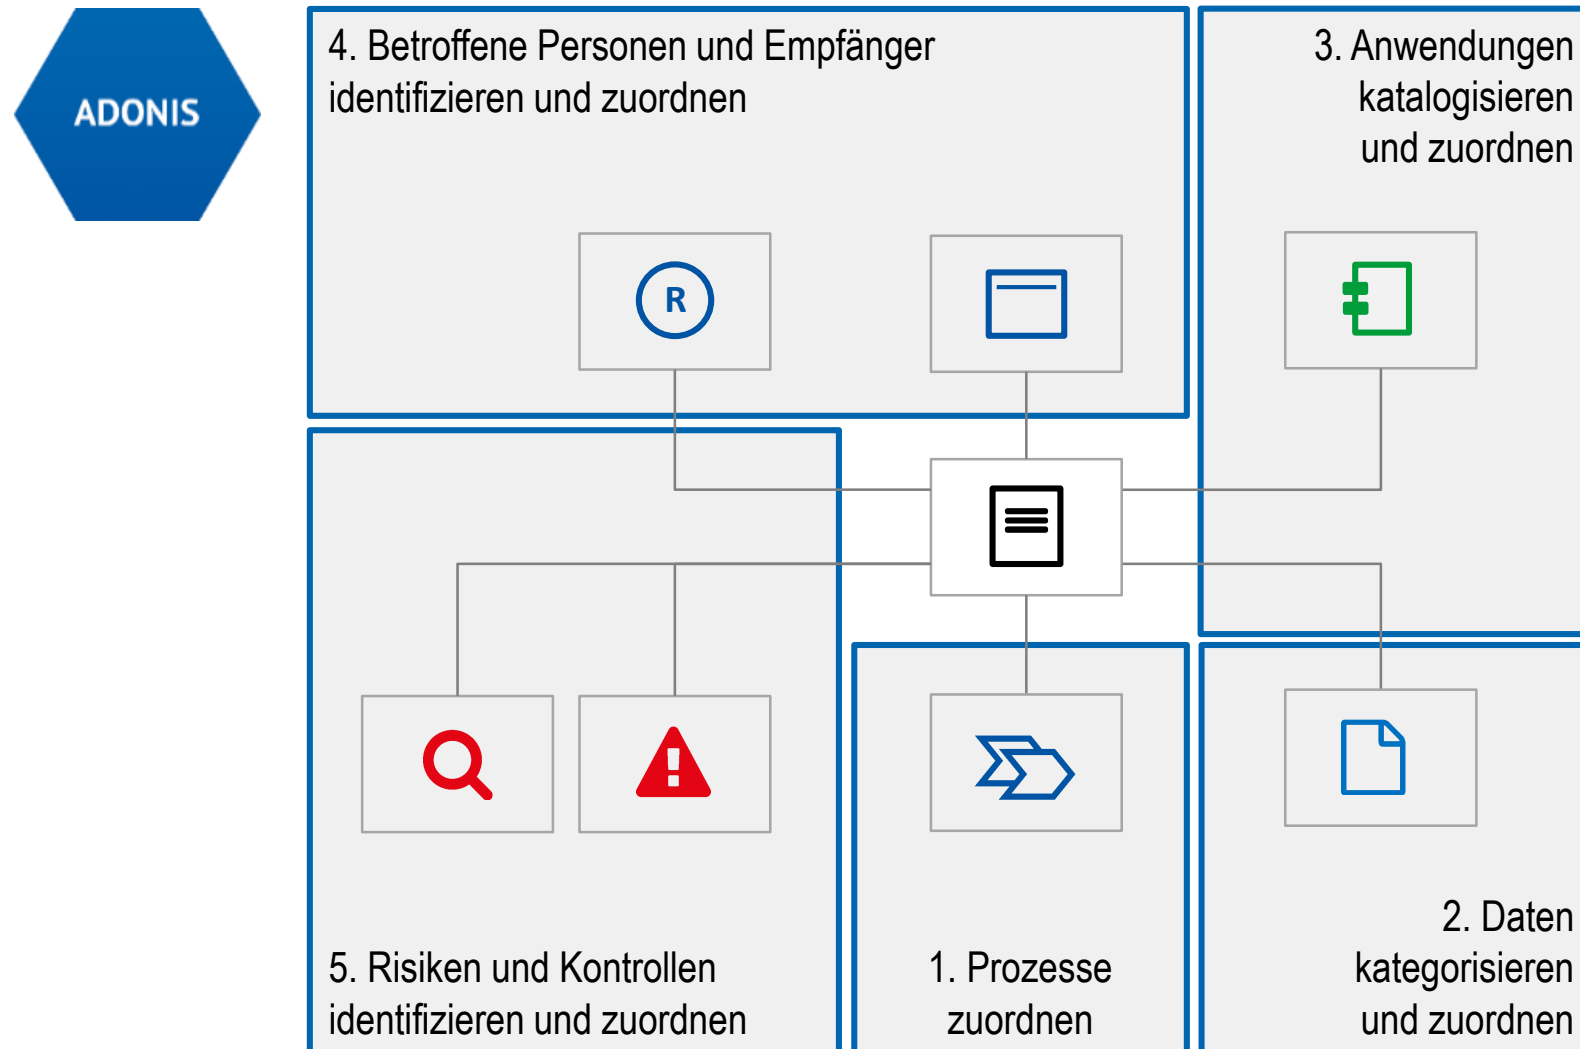 ADONIS
4. Betroffene Personen und Empfänger
identifizieren und zuordnen
3. Anwendungen
katalogisieren
und zuordnen
R
5. Risiken und Kontrollen
identifizieren und zuordnen
1. Prozesse
zuordnen
2. Daten
kategorisieren
und zuordnen